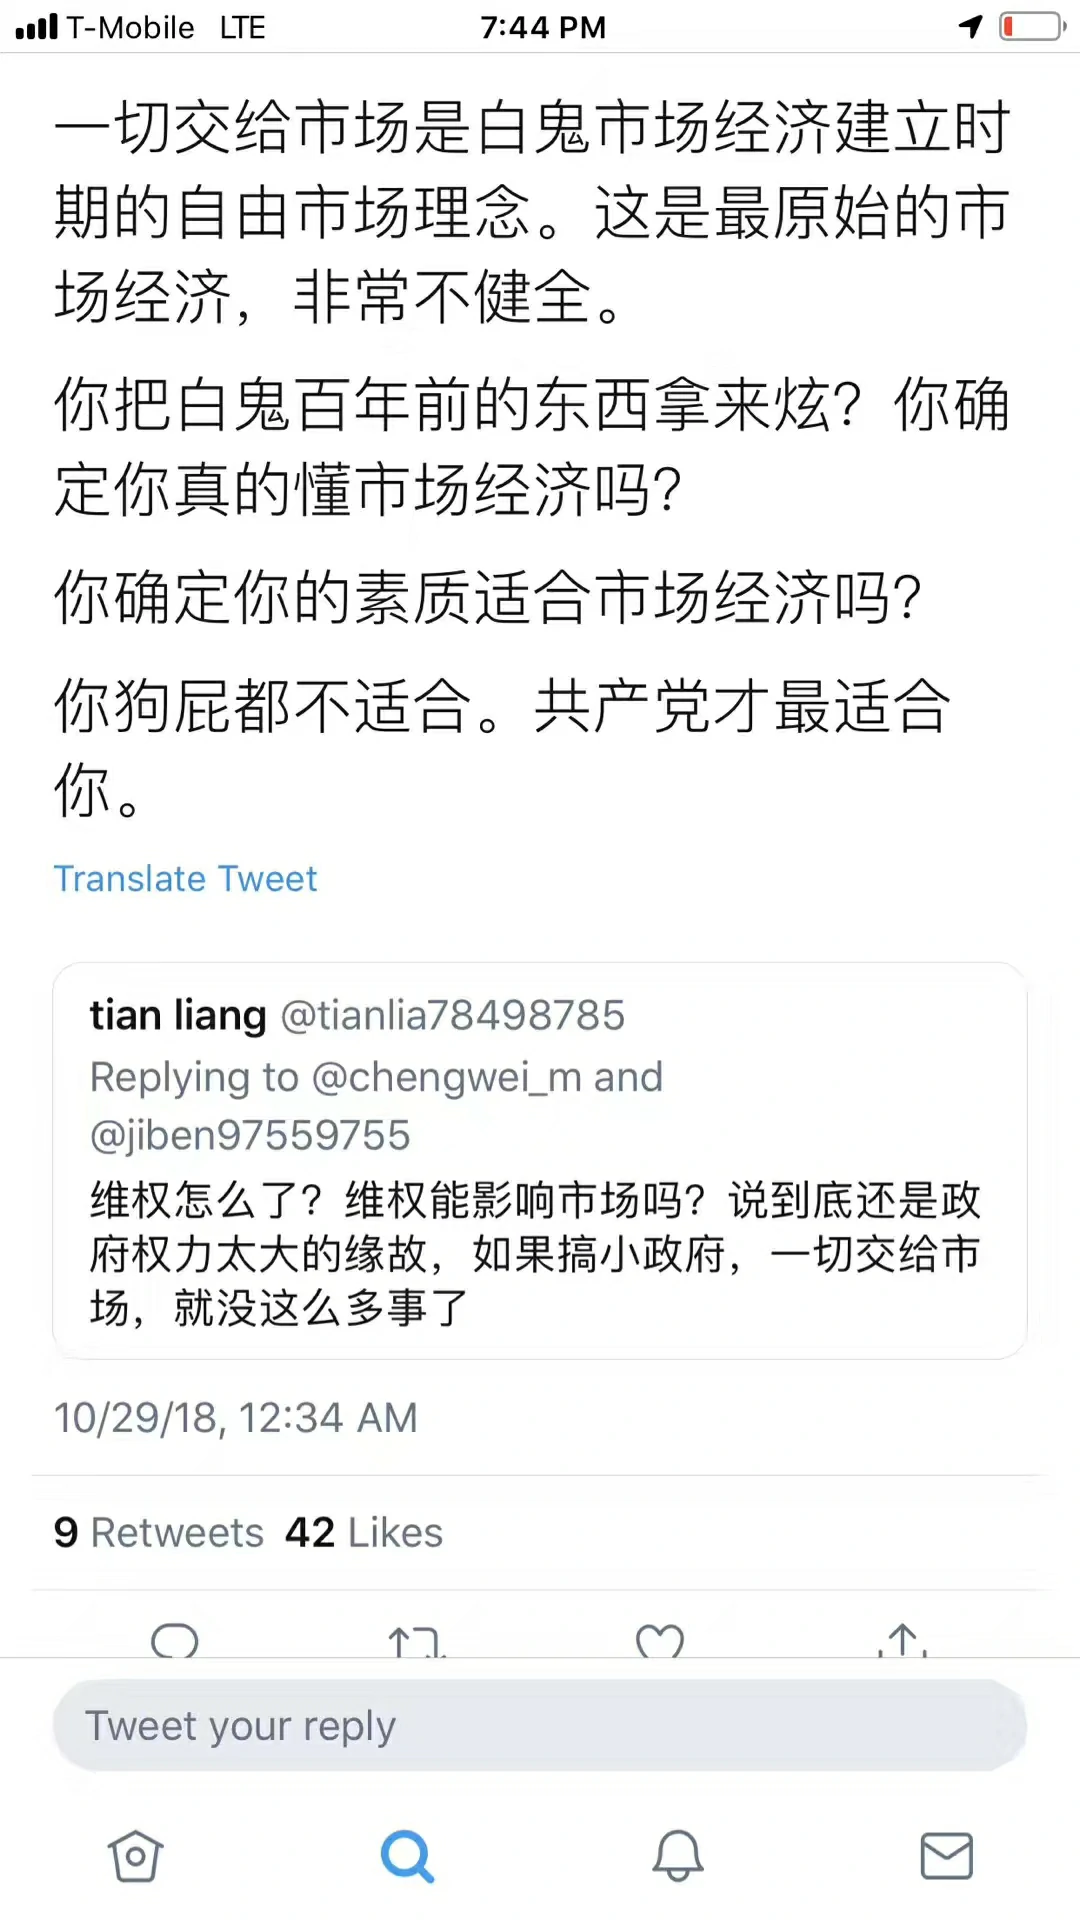 T-Mobile LTE 7:44 PM
一切交给市场是白鬼市场经济建立时
期的自由市场理念。这是最原始的市
场经济，非常不健全。
你把白鬼百年前的东西拿来炫？你确
定你真的懂市场经济吗？
你确定你的素质适合市场经济吗？
你狗屁都不适合。共产党才最适合
你。
Translate Tweet
tian liang @tianlia78498785
Replying to @chengwei_m and
@jiben97559755
维权怎么了？维权能影响市场吗？说到底还是政
府权力太大的缘故，如果搞小政府，一切交给市
场，就没这么多事了
10/29/18, 12:34 AM
9 Retweets 42 Likes
Tweet your reply